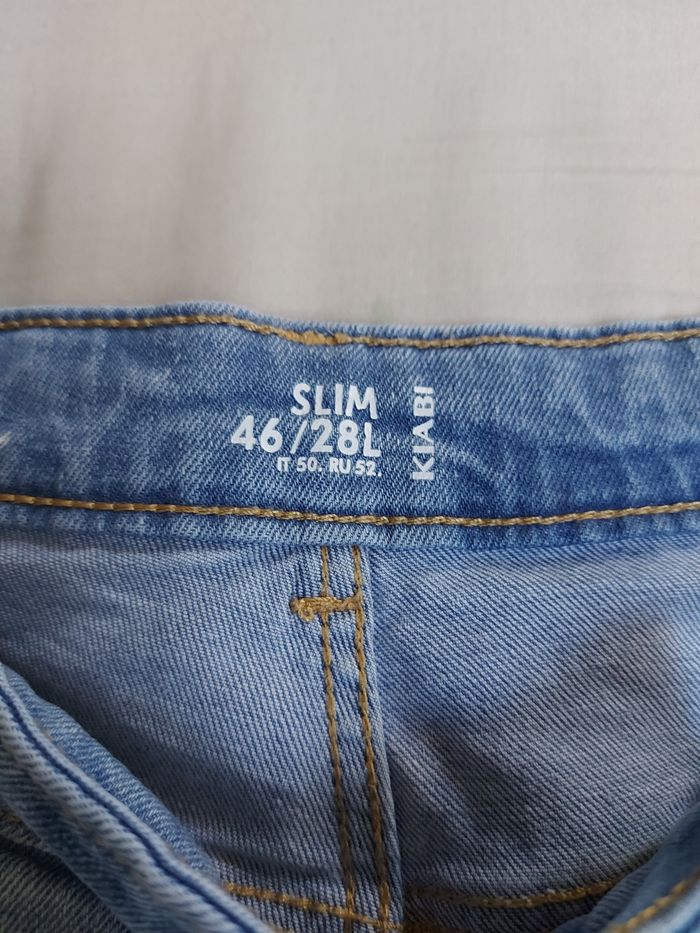 SLIM
46/28L
IT 50. RU 52.
KIABI